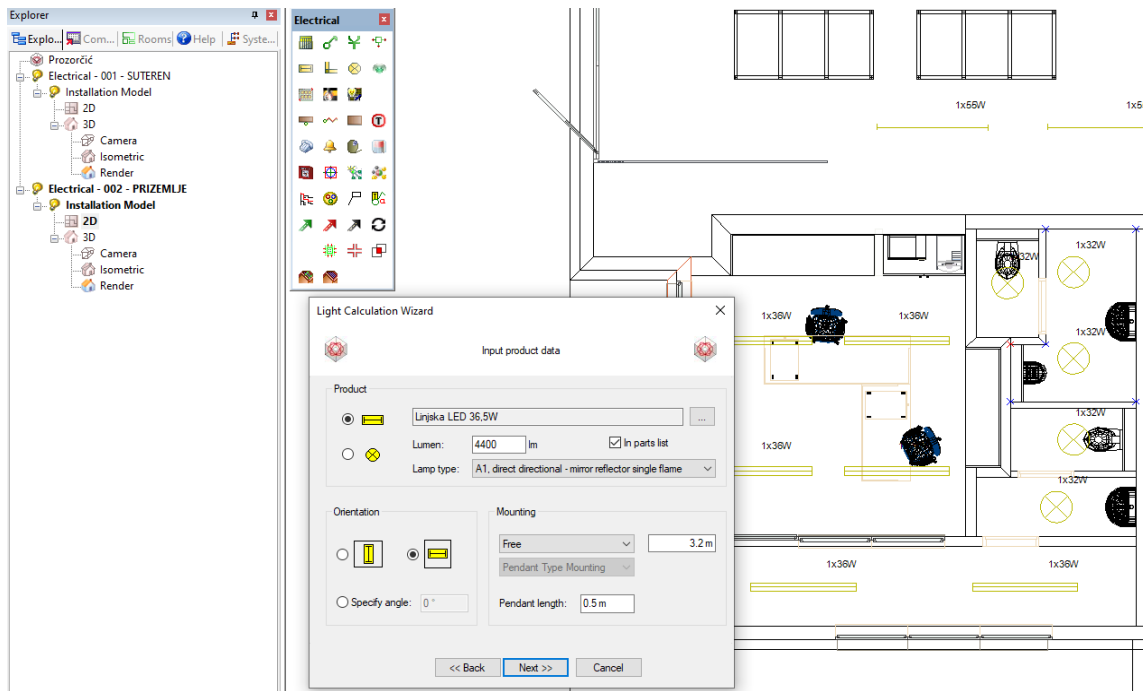 Explorer
Explo...
Com...
Rooms
Help
Syste...
Prozorčić
Electrical - 001 - SUTEREN
Installation Model
2D
3D
Camera
Isometric
Render
Electrical - 002 - PRIZEMLJE
Installation Model
2D
3D
Camera
Isometric
Render
Electrical
1x55W
1x5
1x32W
x32W
1x36W
1x36W
1x32W
1x36W
1x32W
1x32W
1x36W
1x36W
Light Calculation Wizard
Input product data
Product
Linjska LED 36,5W
...
Lumen:
4400
lm
In parts list
Lamp type:
A1, direct directional - mirror reflector single flame
Orientation
Specify angle:
0 °
Mounting
Free
3.2 m
Pendant Type Mounting
Pendant length:
0.5 m
<< Back
Next >>
Cancel